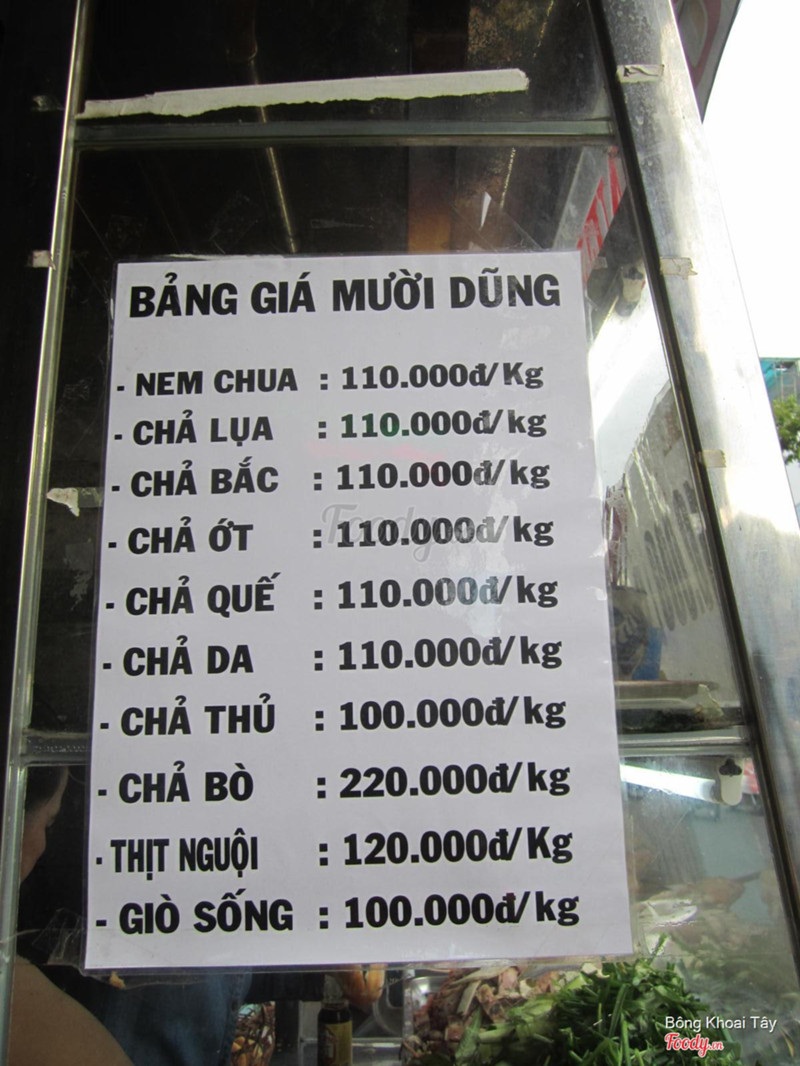 BẢNG GIÁ MƯỜI DŨNG
- NEM CHUA : 110.000đ/Kg
- CHẢ LỤA : 110.000đ/kg
- CHẢ BẮC : 110.000đ/kg
- CHẢ ỚT : 110.000đ/kg
- CHẢ QUẾ : 110.000đ/kg
- CHẢ DA : 110.000đ/kg
- CHẢ THỦ : 100.000đ/kg
- CHẢ BÒ : 220.000đ/kg
- THỊT NGUỘI : 120.000đ/Kg
- GIÒ SỐNG : 100.000đ/kg
Bông Khoai Tây
Foody.vn